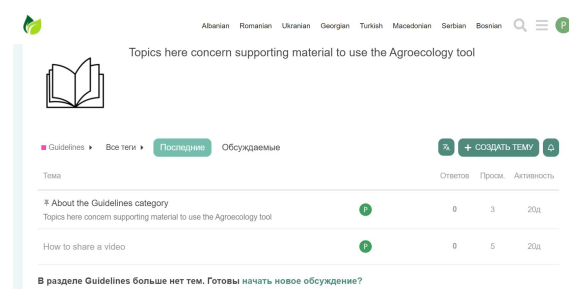 Albanian Romanian Ukranian Georgian Turkish Macedonian Serbian Bosnian P
Topics here concern supporting material to use the Agroecology tool
Guidelines Все теги Последние Обсуждаемые + СОЗДАТЬ ТЕМУ
Тема Ответов Просм. Активность
About the Guidelines category P 0 3 20д
Topics here concern supporting material to use the Agroecology tool
How to share a video P 0 5 20д
В разделе Guidelines больше нет тем. Готовы начать новое обсуждение?